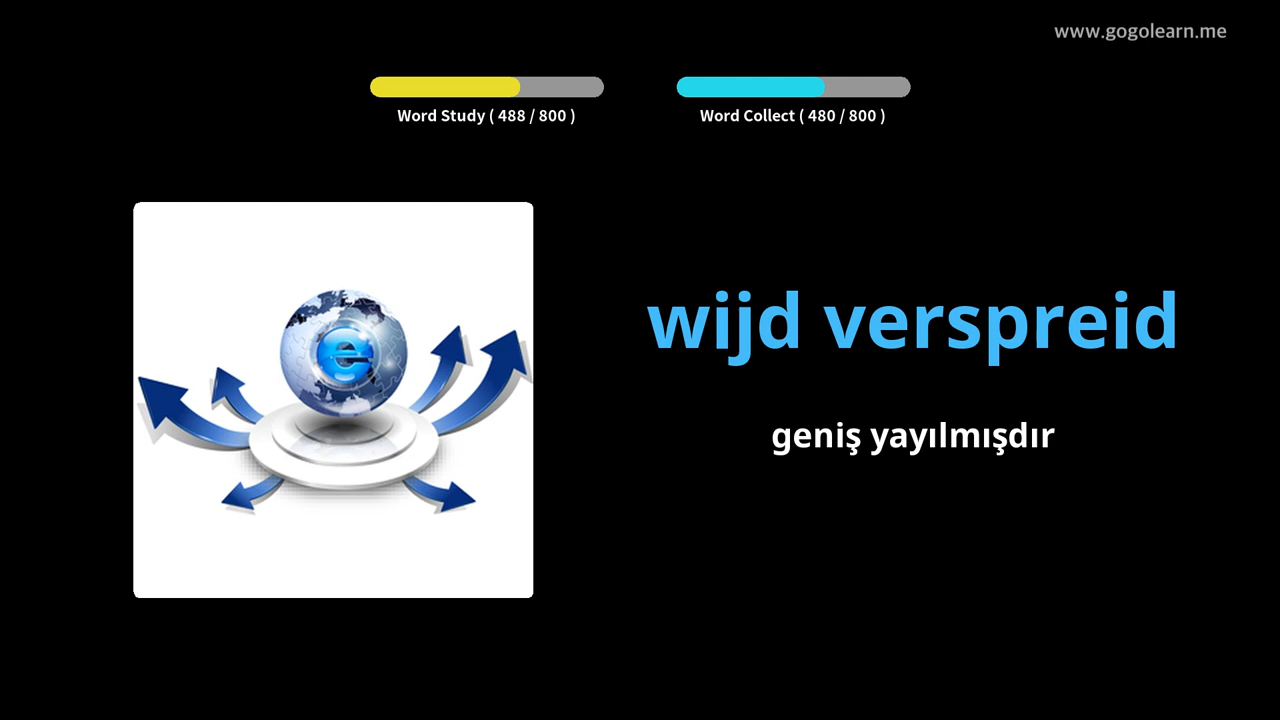 www.gogolearn.me
Word Study ( 488 / 800 )
Word Collect ( 480 / 800 )
e
wijd verspreid
geniş yayılmışdır